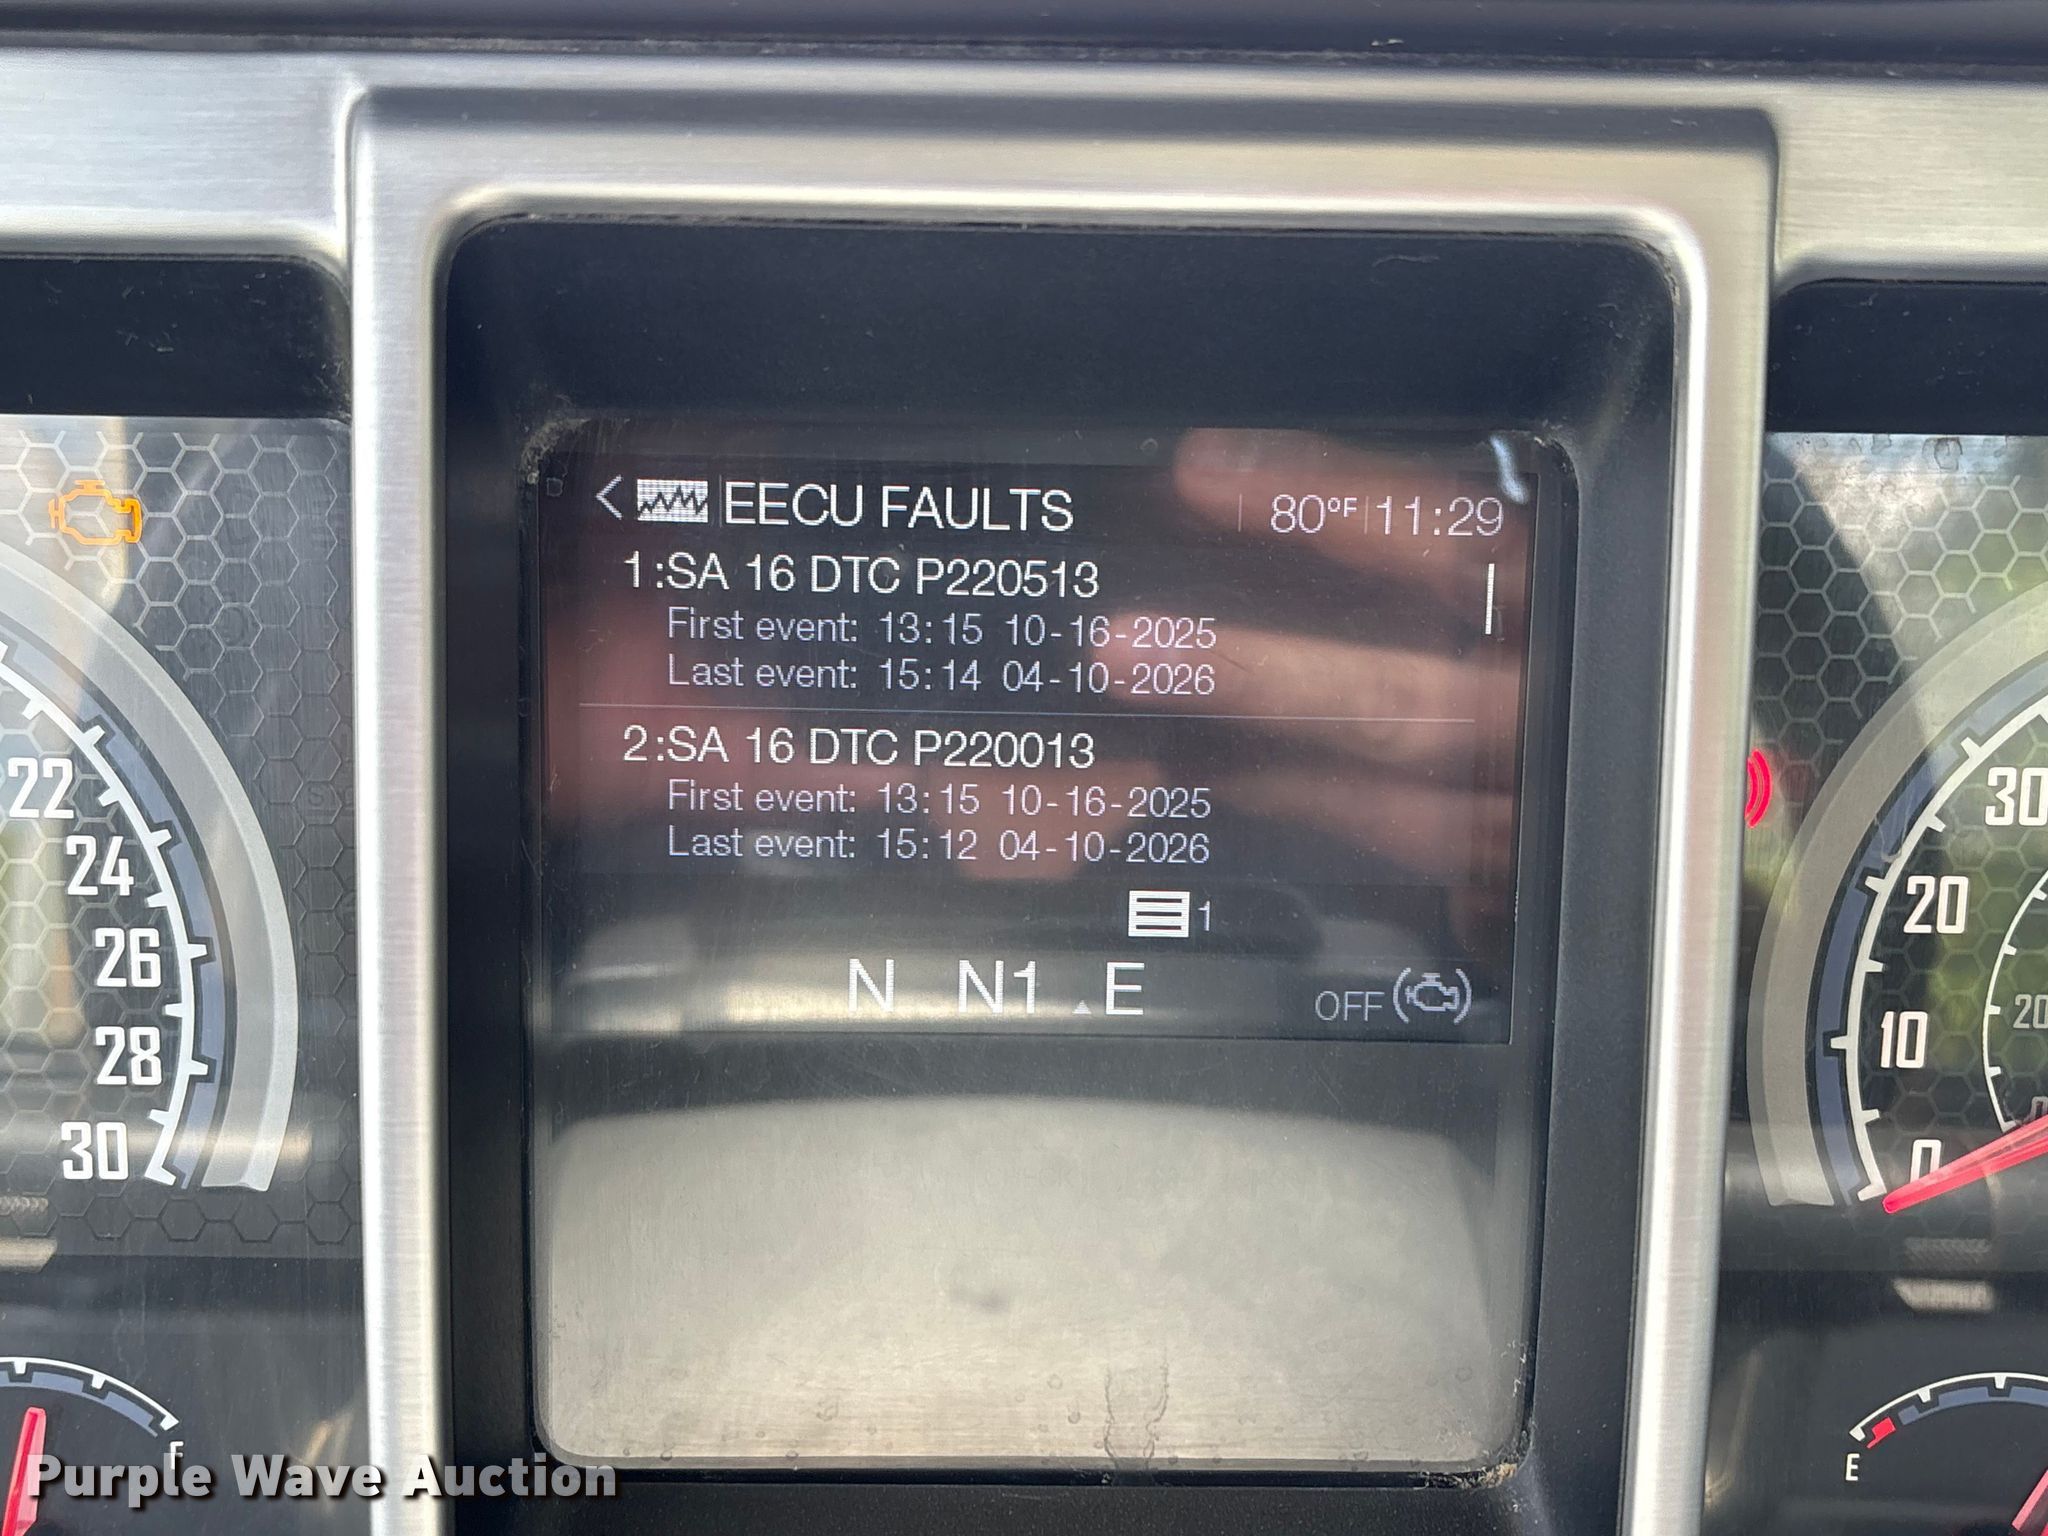 < EECU FAULTS 80°F 11:29
1:SA 16 DTC P220513
First event: 13:15 10-16-2025
Last event: 15:14 04-10-2026
2:SA 16 DTC P220013
First event: 13:15 10-16-2025
Last event: 15:12 04-10-2026
1
N N1 E
OFF
22
24
26
28
30
F
30
20
10
0
20
0
E
Purple Wave Auction